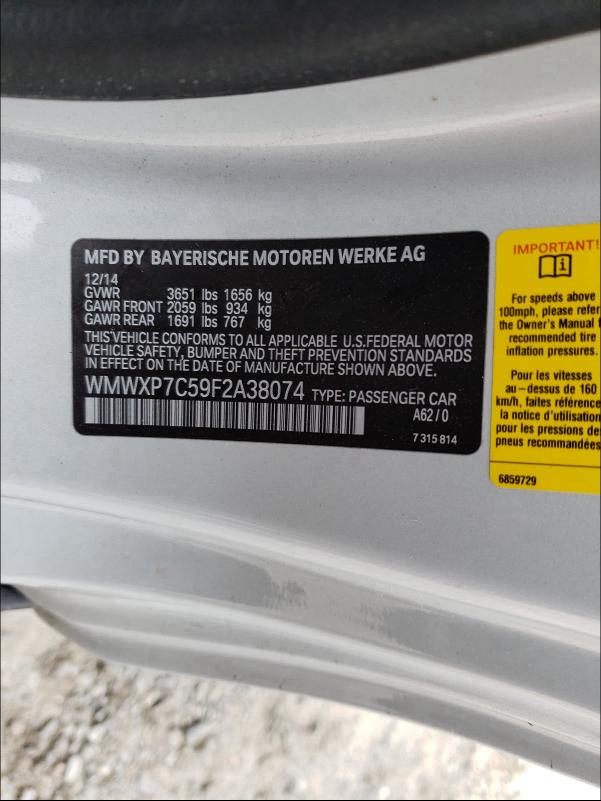 MFD BY BAYERISCHE MOTOREN WERKE AG
12/14
GVWR 3651 lbs 1656 kg
GAWR FRONT 2059 lbs 934 kg
GAWR REAR 1691 lbs 767 kg
THIS VEHICLE CONFORMS TO ALL APPLICABLE U.S.FEDERAL MOTOR
VEHICLE SAFETY, BUMPER AND THEFT PREVENTION STANDARDS
IN EFFECT ON THE DATE OF MANUFACTURE SHOWN ABOVE.
WMWXP7C59F2A38074 TYPE: PASSENGER CAR
A62/0
7 315 814
IMPORTANT!
i
For speeds above
100mph, please refer
the Owner's Manual f
recommended tire
inflation pressures.
Pour les vitesses
au-dessus de 160
km/h, faites référence
la notice d'utilisation
pour les pressions des
pneus recommandées
6859729